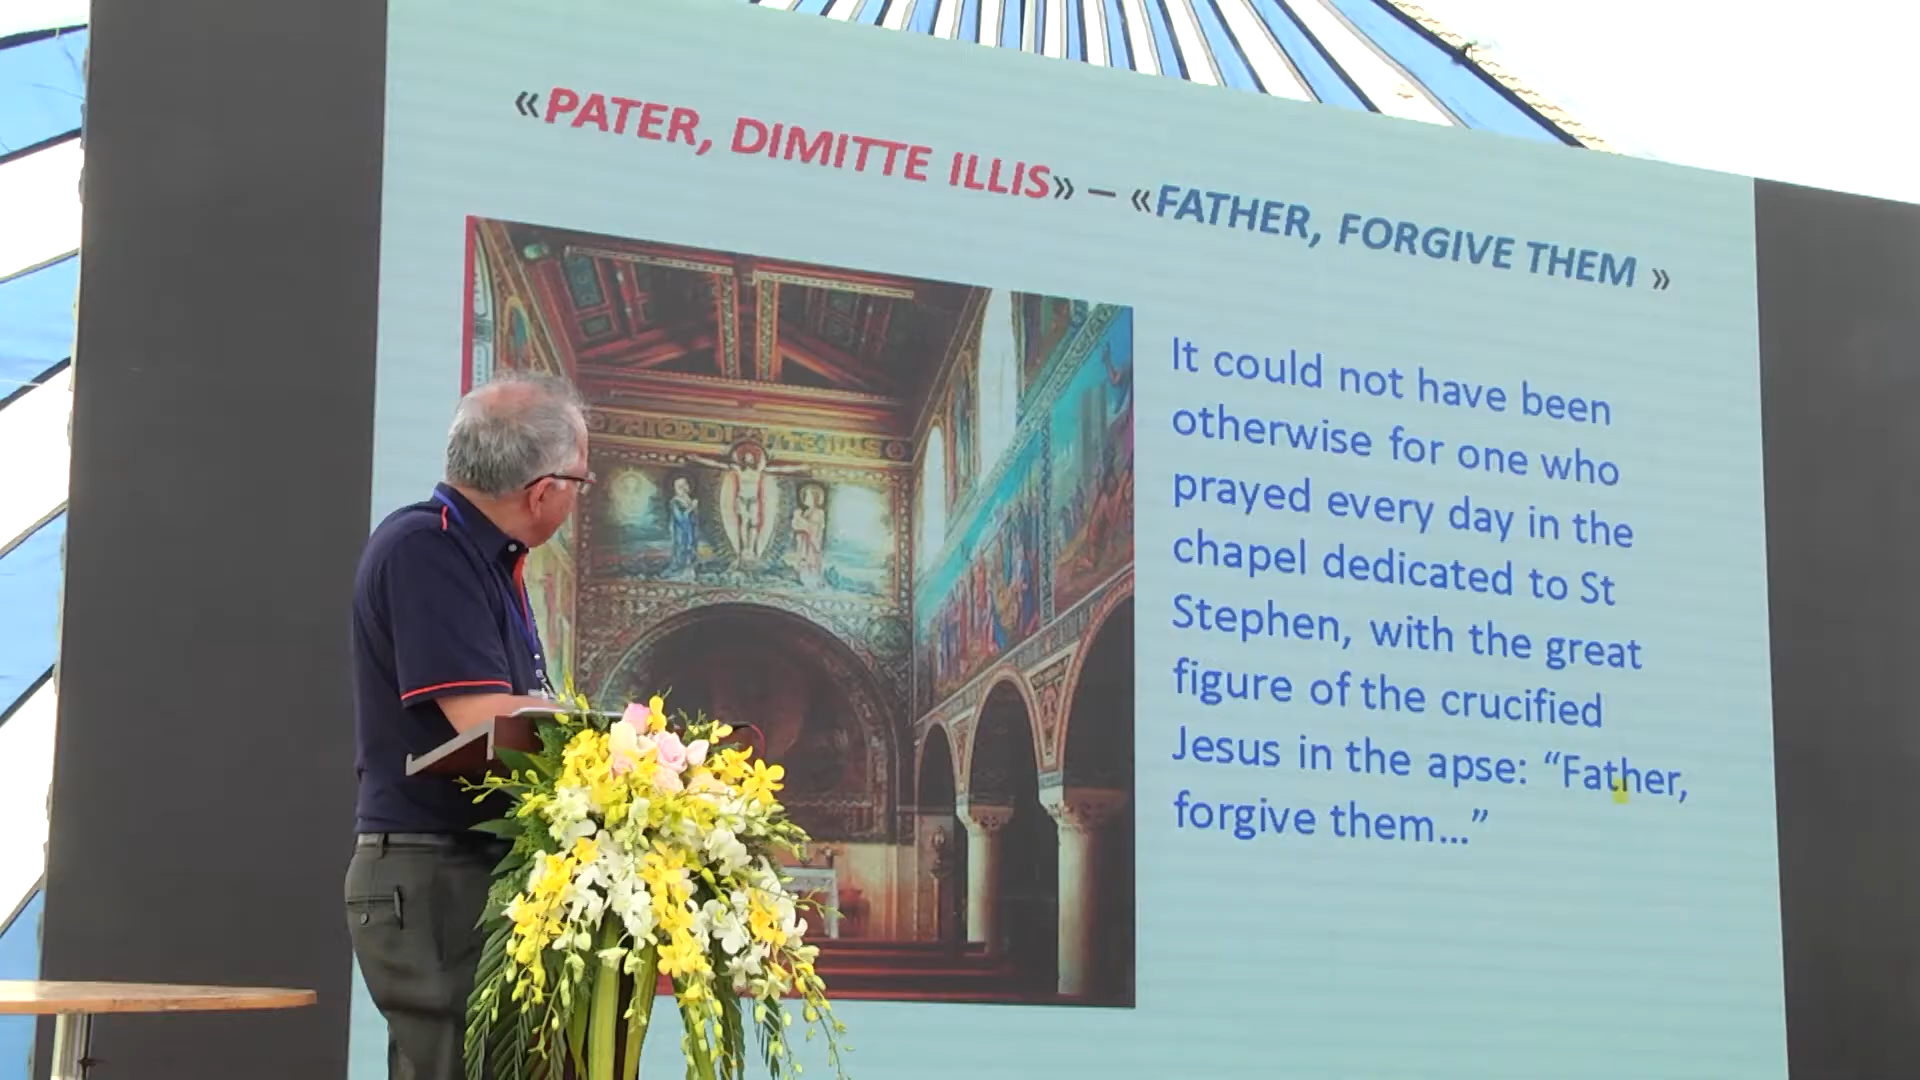 «PATER, DIMITTE ILLIS» – «FATHER, FORGIVE THEM »
It could not have been
otherwise for one who
prayed every day in the
chapel dedicated to St
Stephen, with the great
figure of the crucified
Jesus in the apse: “Father,
forgive them...”